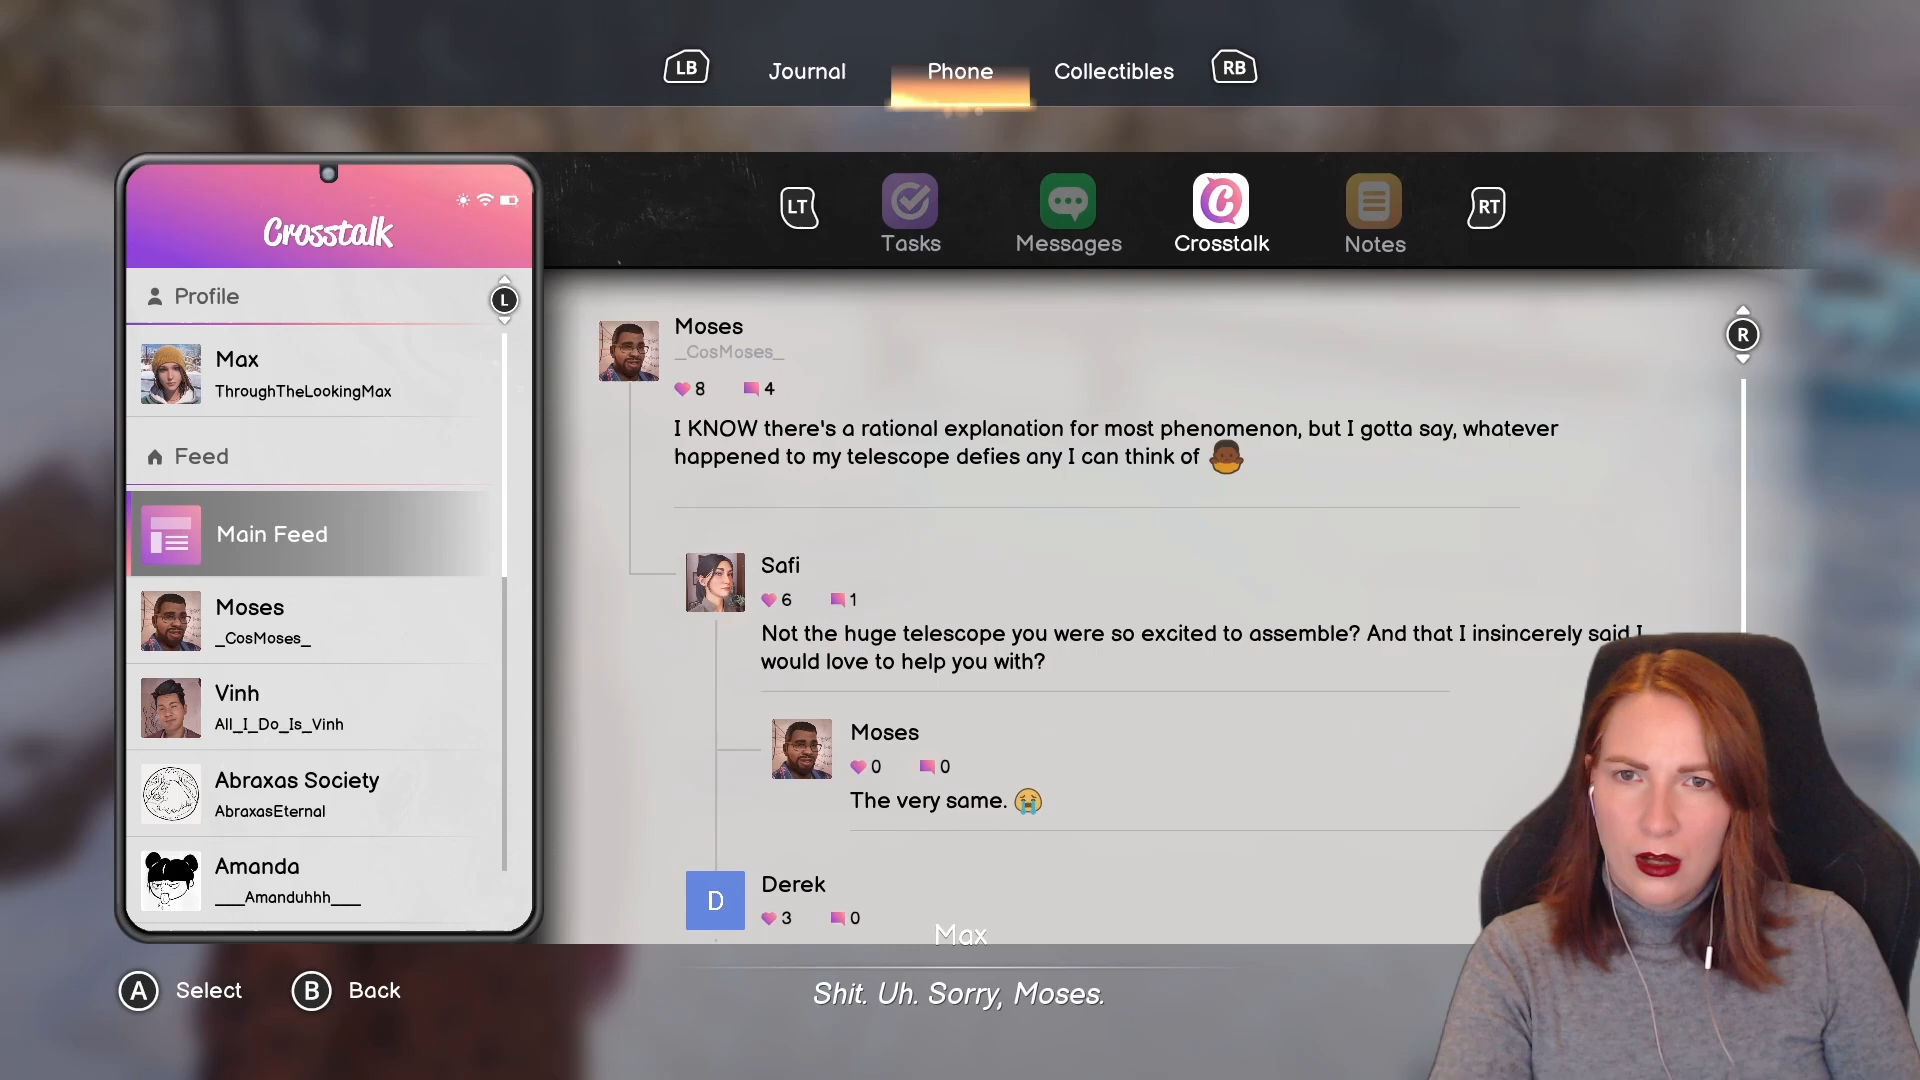 LB
Journal
Phone
Collectibles
RB
Crosstalk
LT
Tasks
Messages
Crosstalk
Notes
RT
Profile
L
Max
ThroughTheLookingMax
Feed
Main Feed
Moses
_CosMoses_
Vinh
All_I_Do_Is_Vinh
Abraxas Society
AbraxasEternal
Amanda
___Amanduhhh___
Moses
_CosMoses_
8 4
I KNOW there's a rational explanation for most phenomenon, but I gotta say, whatever
happened to my telescope defies any I can think of
R
Safi
6 1
Not the huge telescope you were so excited to assemble? And that I insincerely said I
would love to help you with?
Moses
0 0
The very same.
D
Derek
3 0
Max
Shit. Uh. Sorry, Moses.
A Select
B Back